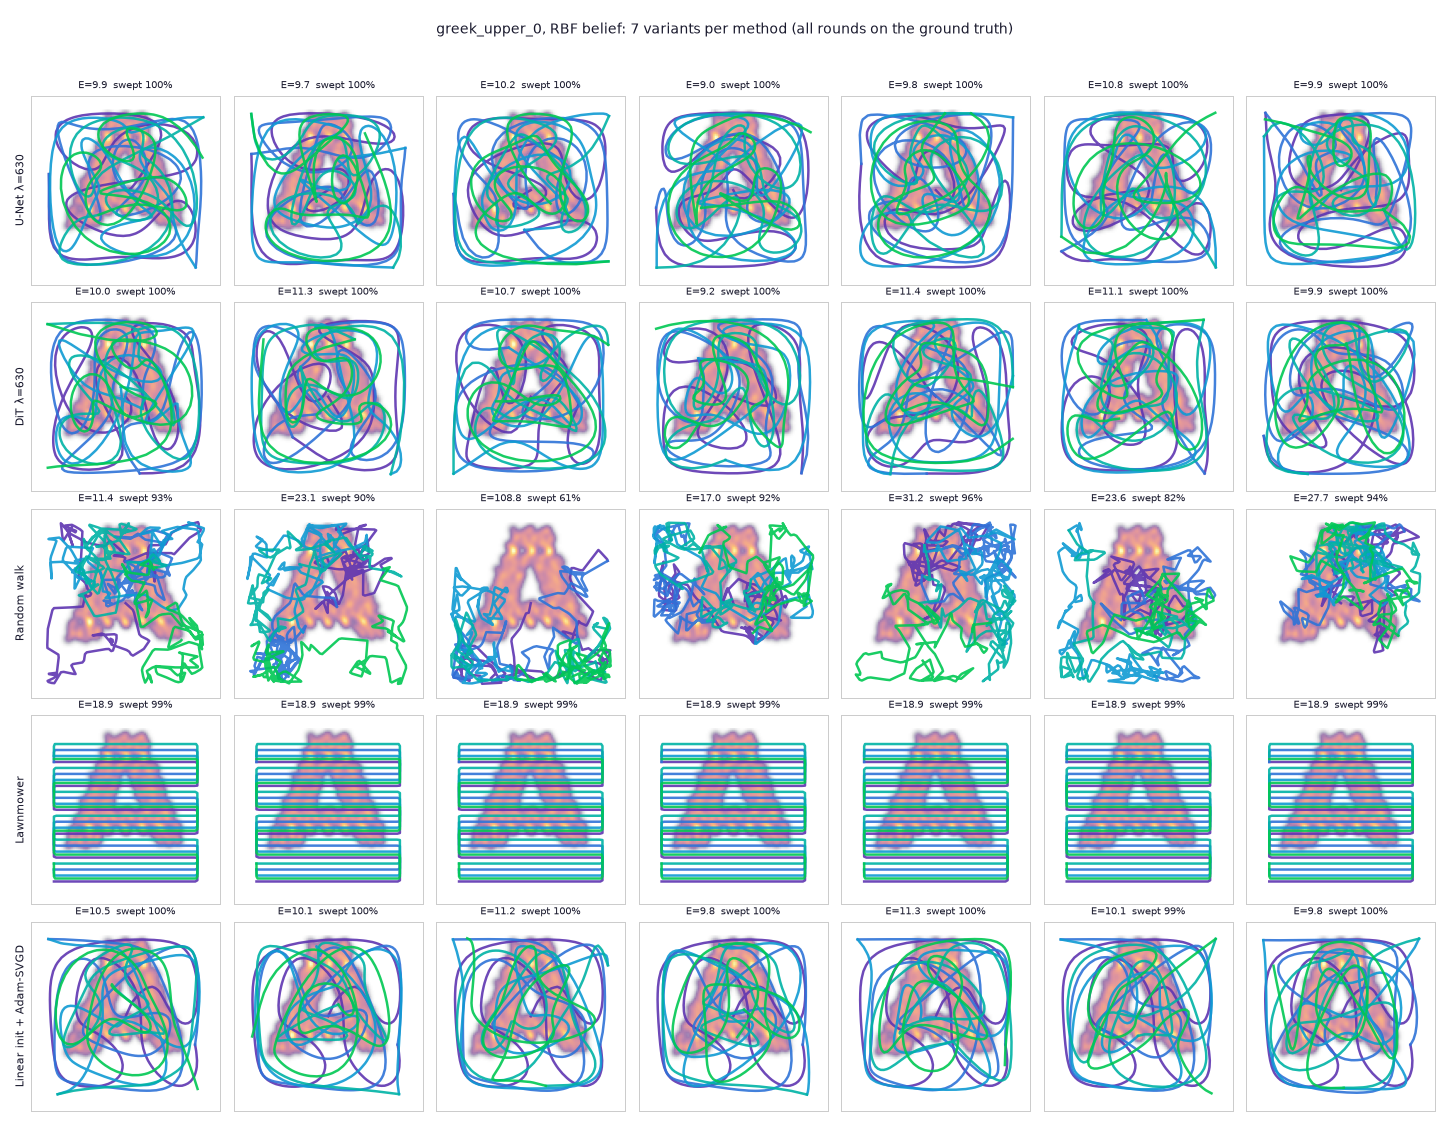 greek_upper_0, RBF belief: 7 variants per method (all rounds on the ground truth)
E=9.9 swept 100% E=9.7 swept 100% E=10.2 swept 100% E=9.0 swept 100% E=9.8 swept 100% E=10.8 swept 100% E=9.9 swept 100%
U-Net λ=630
E=10.0 swept 100% E=11.3 swept 100% E=10.7 swept 100% E=9.2 swept 100% E=11.4 swept 100% E=11.1 swept 100% E=9.9 swept 100%
DiT λ=630
E=11.4 swept 93% E=23.1 swept 90% E=108.8 swept 61% E=17.0 swept 92% E=31.2 swept 96% E=23.6 swept 82% E=27.7 swept 94%
Random walk
E=18.9 swept 99% E=18.9 swept 99% E=18.9 swept 99% E=18.9 swept 99% E=18.9 swept 99% E=18.9 swept 99% E=18.9 swept 99%
Lawnmower
E=10.5 swept 100% E=10.1 swept 100% E=11.2 swept 100% E=9.8 swept 100% E=11.3 swept 100% E=10.1 swept 99% E=9.8 swept 100%
Linear init + Adam-SVGD